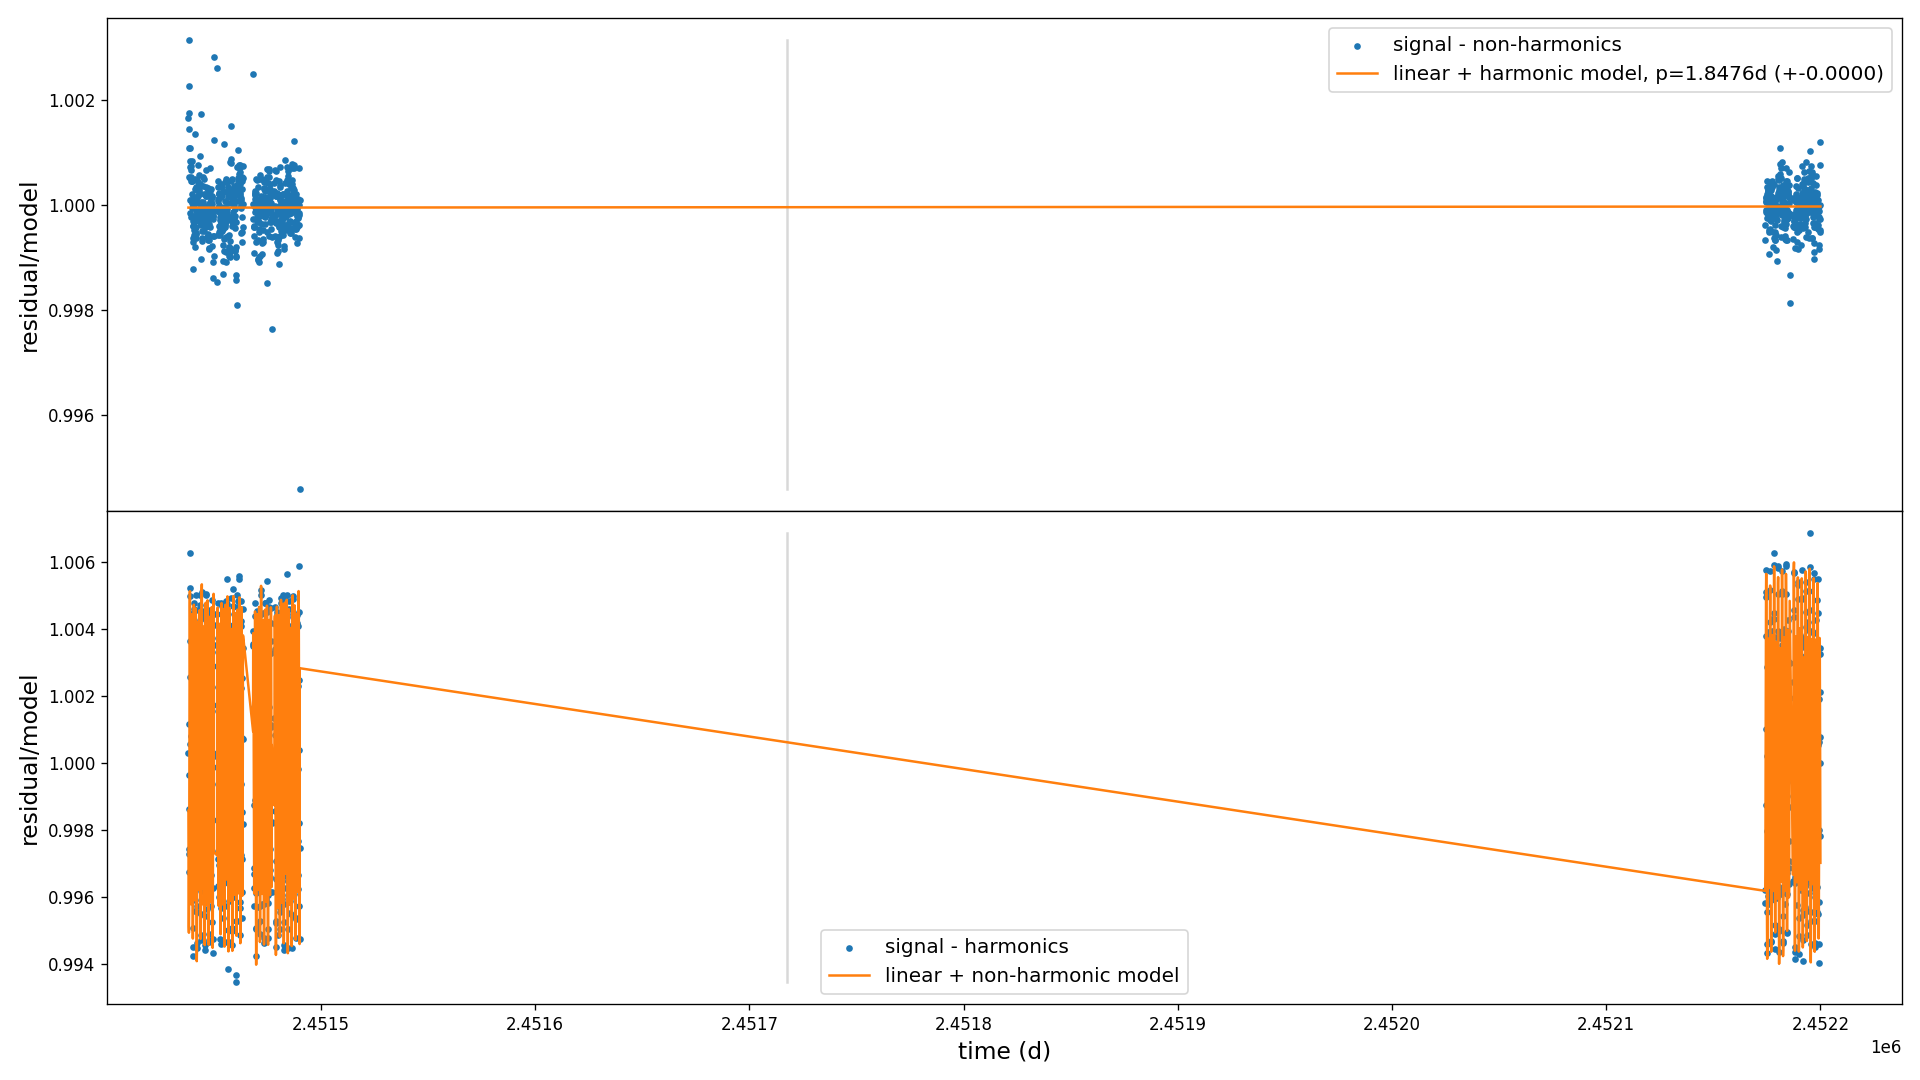 signal - non-harmonics
linear + harmonic model, p=1.8476d (+-0.0000)
residual/model
1.002
1.000
0.998
0.996
residual/model
1.006
1.004
1.002
1.000
0.998
0.996
0.994
signal - harmonics
linear + non-harmonic model
2.4515
2.4516
2.4517
2.4518
2.4519
2.4520
2.4521
2.4522
1e6
time (d)